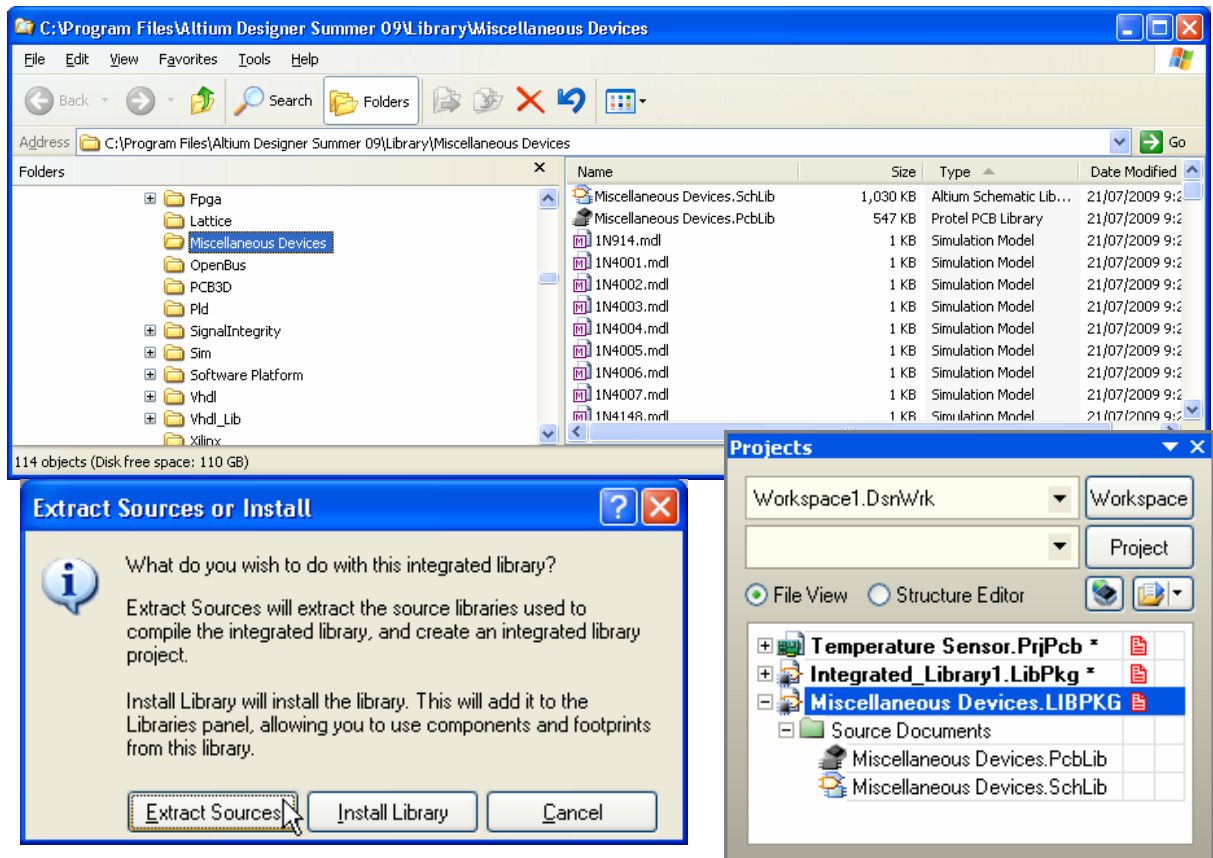 C:\Program Files\Altium Designer Summer 09\Library\Miscellaneous Devices
File Edit View Favorites Tools Help
Back Search Folders
Address C:\Program Files\Altium Designer Summer 09\Library\Miscellaneous Devices Go
Folders x Name Size Type Date Modified
Fpga
Lattice
Miscellaneous Devices
OpenBus
PCB3D
Pld
SignalIntegrity
Sim
Software Platform
Vhdl
Vhdl_Lib
Xilinx
Miscellaneous Devices.SchLib 1,030 KB Altium Schematic Lib... 21/07/2009 9:2
Miscellaneous Devices.PcbLib 547 KB Protel PCB Library 21/07/2009 9:2
1N914.mdl 1 KB Simulation Model 21/07/2009 9:2
1N4001.mdl 1 KB Simulation Model 21/07/2009 9:2
1N4002.mdl 1 KB Simulation Model 21/07/2009 9:2
1N4003.mdl 1 KB Simulation Model 21/07/2009 9:2
1N4004.mdl 1 KB Simulation Model 21/07/2009 9:2
1N4005.mdl 1 KB Simulation Model 21/07/2009 9:2
1N4006.mdl 1 KB Simulation Model 21/07/2009 9:2
1N4007.mdl 1 KB Simulation Model 21/07/2009 9:2
1N4148.mdl 1 KB Simulation Model 21/07/2009 9:2
114 objects (Disk free space: 110 GB)
Extract Sources or Install
What do you wish to do with this integrated library?
Extract Sources will extract the source libraries used to
compile the integrated library, and create an integrated library
project.
Install Library will install the library. This will add it to the
Libraries panel, allowing you to use components and footprints
from this library.
Extract Sources Install Library Cancel
Projects
Workspace1.DsnWrk Workspace
Project
File View Structure Editor
Temperature Sensor.PrjPcb *
Integrated_Library1.LibPkg *
Miscellaneous Devices.LIBPKG
Source Documents
Miscellaneous Devices.PcbLib
Miscellaneous Devices.SchLib